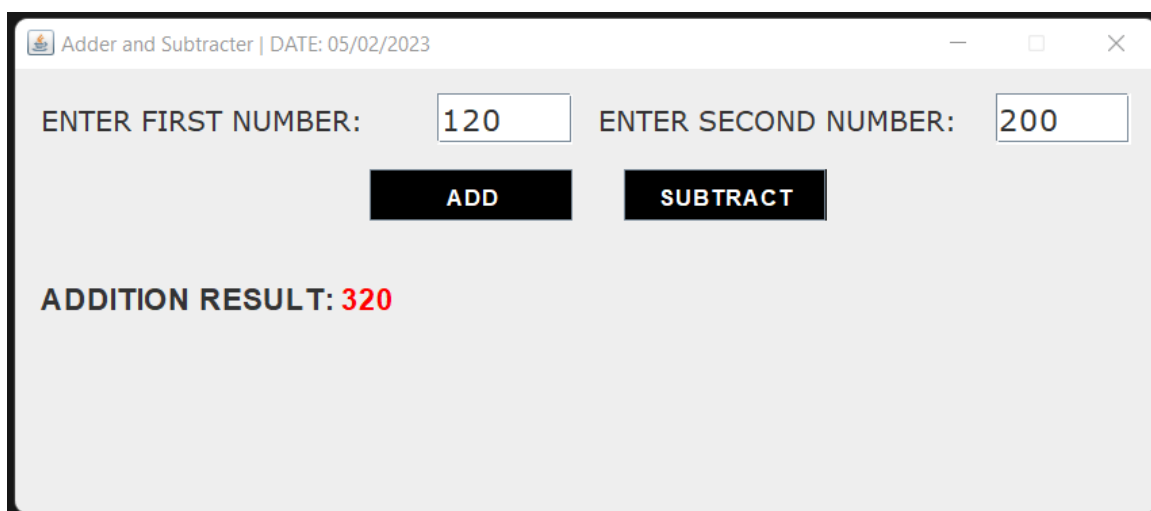 Adder and Subtracter | DATE: 05/02/2023
ENTER FIRST NUMBER: 120 ENTER SECOND NUMBER: 200
ADD SUBTRACT
ADDITION RESULT: 320